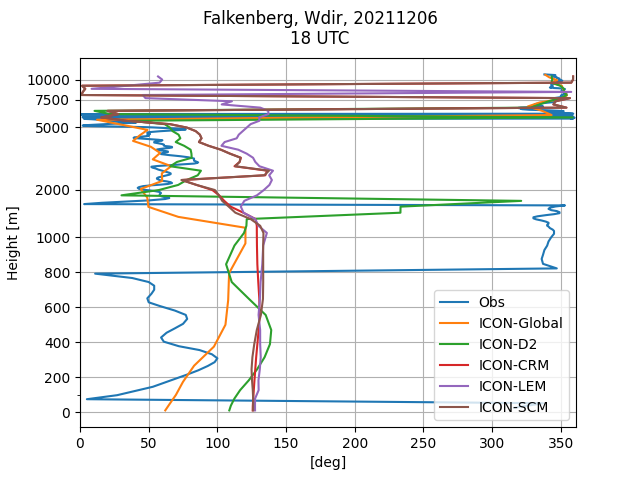 Falkenberg, Wdir, 20211206
18 UTC
10000
7500
5000
2000
1000
800
600
400
200
0
Height [m]
0 50 100 150 200 250 300 350
[deg]
Obs
ICON-Global
ICON-D2
ICON-CRM
ICON-LEM
ICON-SCM